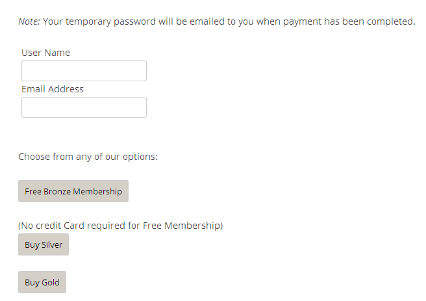 Note: Your temporary password will be emailed to you when payment has been completed.
User Name
Email Address
Choose from any of our options:
Free Bronze Membership
(No credit Card required for Free Membership)
Buy Silver
Buy Gold